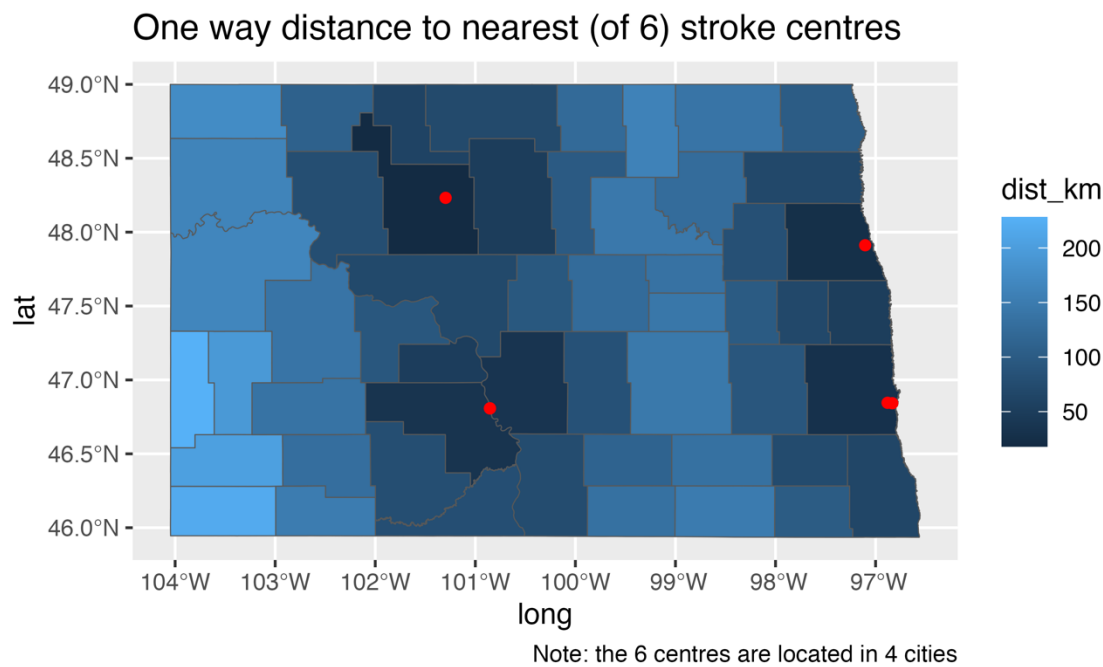 One way distance to nearest (of 6) stroke centres
49.0°N
48.5°N
48.0°N
47.5°N
47.0°N
46.5°N
46.0°N
lat
104°W 103°W 102°W 101°W 100°W 99°W 98°W 97°W
long
dist_km
200
150
100
50
Note: the 6 centres are located in 4 cities